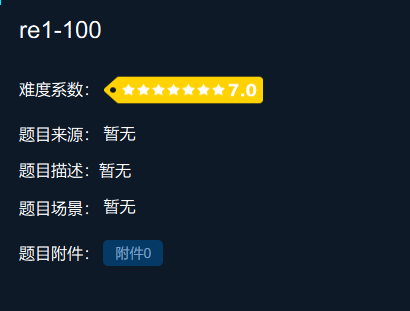 re1-100
难度系数： 7.0
题目来源： 暂无
题目描述： 暂无
题目场景： 暂无
题目附件： 附件0